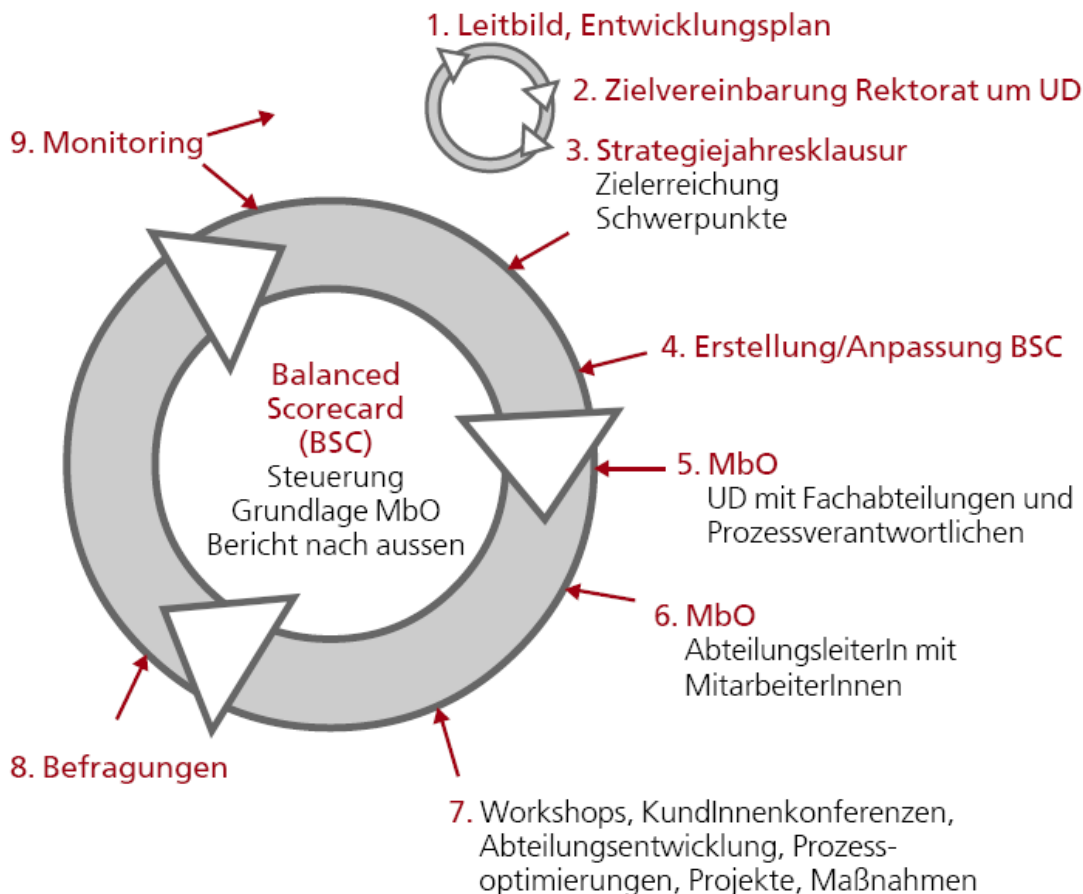 1. Leitbild, Entwicklungsplan
2. Zielvereinbarung Rektorat um UD
3. Strategiejahresklausur
Zielerreichung
Schwerpunkte
4. Erstellung/Anpassung BSC
5. MbO
UD mit Fachabteilungen und
Prozessverantwortlichen
6. MbO
AbteilungsleiterIn mit
MitarbeiterInnen
7. Workshops, KundInnenkonferenzen,
Abteilungsentwicklung, Prozess-
optimierungen, Projekte, Maßnahmen
8. Befragungen
9. Monitoring
Balanced
Scorecard
(BSC)
Steuerung
Grundlage MbO
Bericht nach aussen